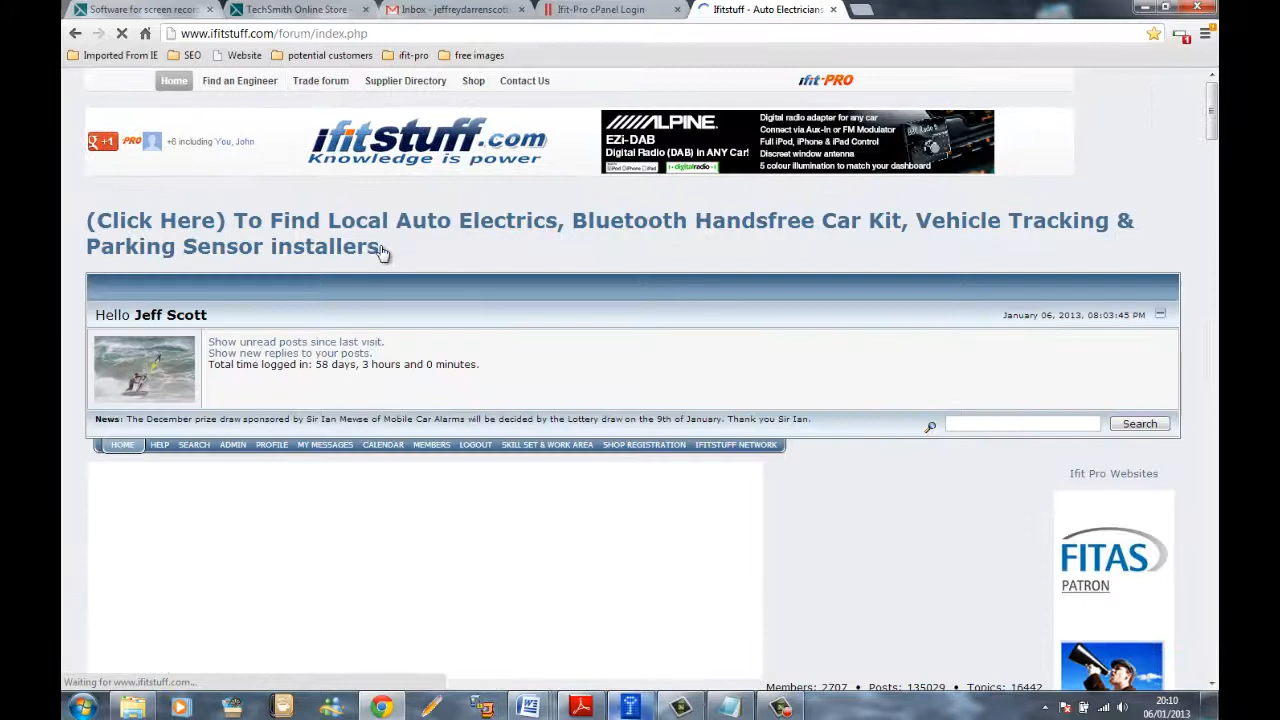 Software for screen recor
TechSmith Online Store -
Inbox - jeffreydarrenscott
Ifit-Pro cPanel Login
Ifitstuff - Auto Electricians
www.ifitstuff.com/forum/index.php
Imported From IE
SEO
Website
potential customers
ifit-pro
free images
Home
Find an Engineer
Trade forum
Supplier Directory
Shop
Contact Us
ifit-PRO
+1
PRO
+6 including You, John
ifitstuff.com
Knowledge is power
ALPINE
EZI-DAB
Digital Radio (DAB) in ANY Car!
digitalradio
Digital radio adapter for any car
Connect via Aux-In or FM Modulator
Full iPod, iPhone & iPad Control
Discreet window antenna
5 colour illumination to match your dashboard
(Click Here) To Find Local Auto Electrics, Bluetooth Handsfree Car Kit, Vehicle Tracking &
Parking Sensor installers
Hello Jeff Scott
January 06, 2013, 08:03:45 PM
Show unread posts since last visit.
Show new replies to your posts.
Total time logged in: 58 days, 3 hours and 0 minutes.
News: The December prize draw sponsored by Sir Ian Mewse of Mobile Car Alarms will be decided by the Lottery draw on the 9th of January. Thank you Sir Ian.
Search
HOME HELP SEARCH ADMIN PROFILE MY MESSAGES CALENDAR MEMBERS LOGOUT SKILL SET & WORK AREA SHOP REGISTRATION IFITSTUFF NETWORK
Ifit Pro Websites
FITAS
PATRON
Members: 2707 • Posts: 135029 • Topics: 16442
Waiting for www.ifitstuff.com...
20:10
06/01/2013